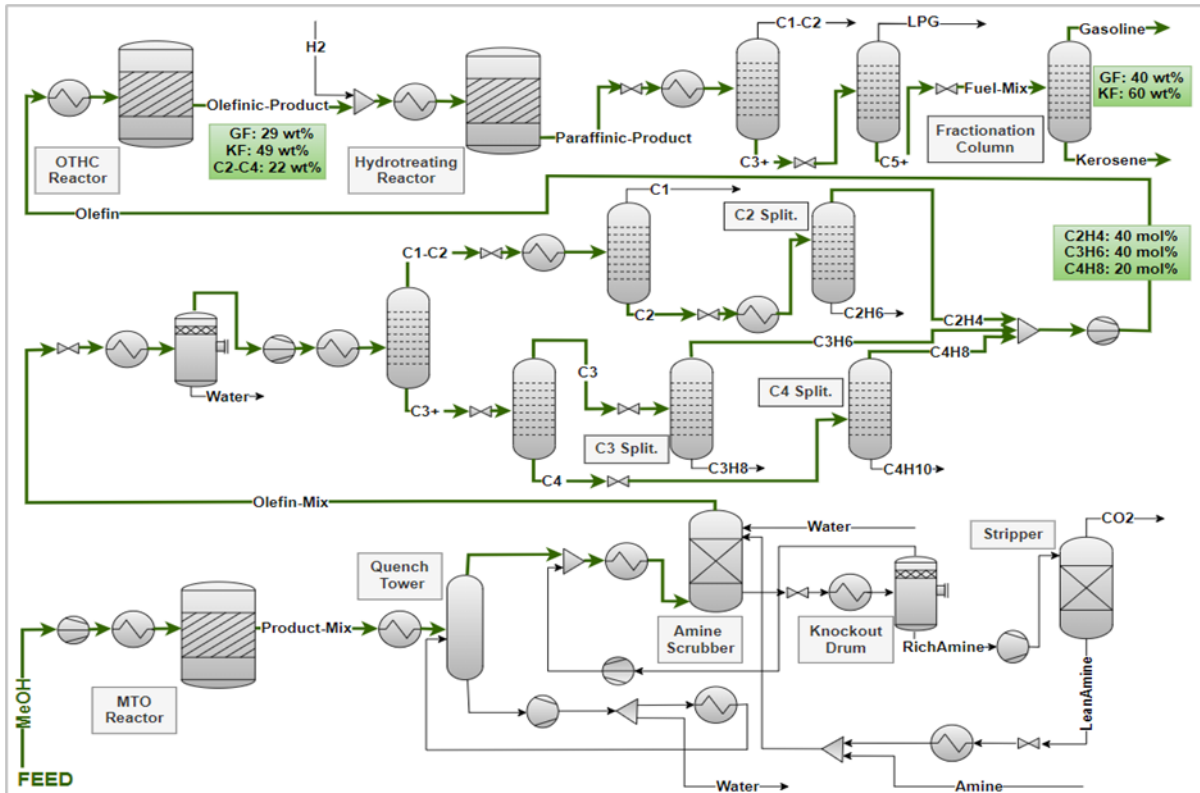 C1-C2
LPG
Gasoline
H2
GF: 40 wt%
KF: 60 wt%
Olefinic-Product
Fuel-Mix
GF: 29 wt%
KF: 49 wt%
C2-C4: 22 wt%
Paraffinic-Product
Fractionation
Column
OTHC
Reactor
Hydrotreating
Reactor
C3+
C5+
Kerosene
Olefin
C1
C2 Split.
C2H4: 40 mol%
C3H6: 40 mol%
C4H8: 20 mol%
C1-C2
C2
C2H6
C2H4
C3H6
C4H8
Water
C3
C4 Split.
C3+
C3 Split.
C3H8
C4H10
C4
Olefin-Mix
Water
CO2
Stripper
Quench
Tower
Product-Mix
Amine
Scrubber
Knockout
Drum
RichAmine
MTO
Reactor
MeOH
LeanAmine
FEED
Water
Amine